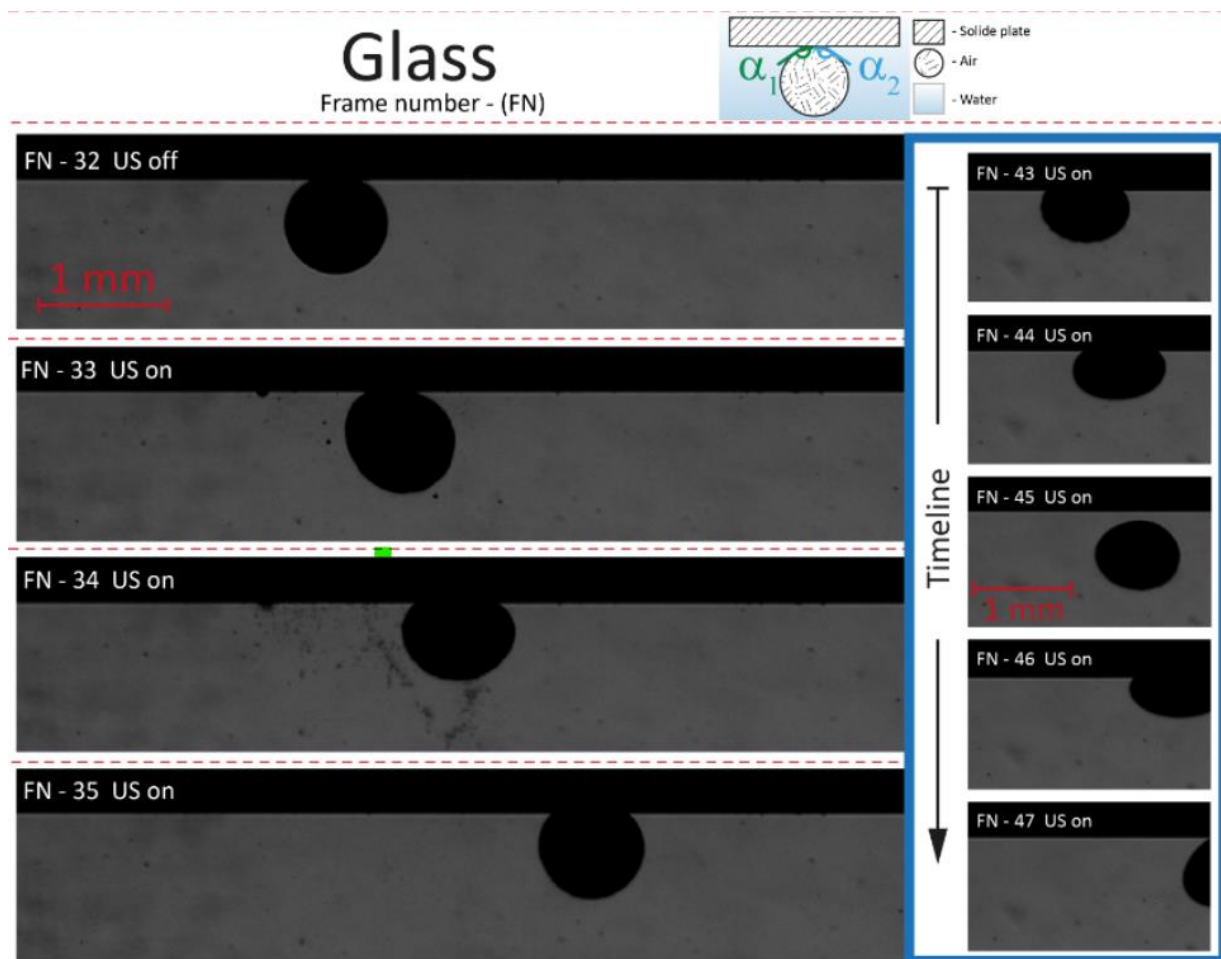 Glass
Frame number - (FN)
α1 α2
- Solide plate
- Air
- Water
FN - 32 US off
1 mm
FN - 33 US on
FN - 34 US on
FN - 35 US on
Timeline
FN - 43 US on
FN - 44 US on
FN - 45 US on
1 mm
FN - 46 US on
FN - 47 US on